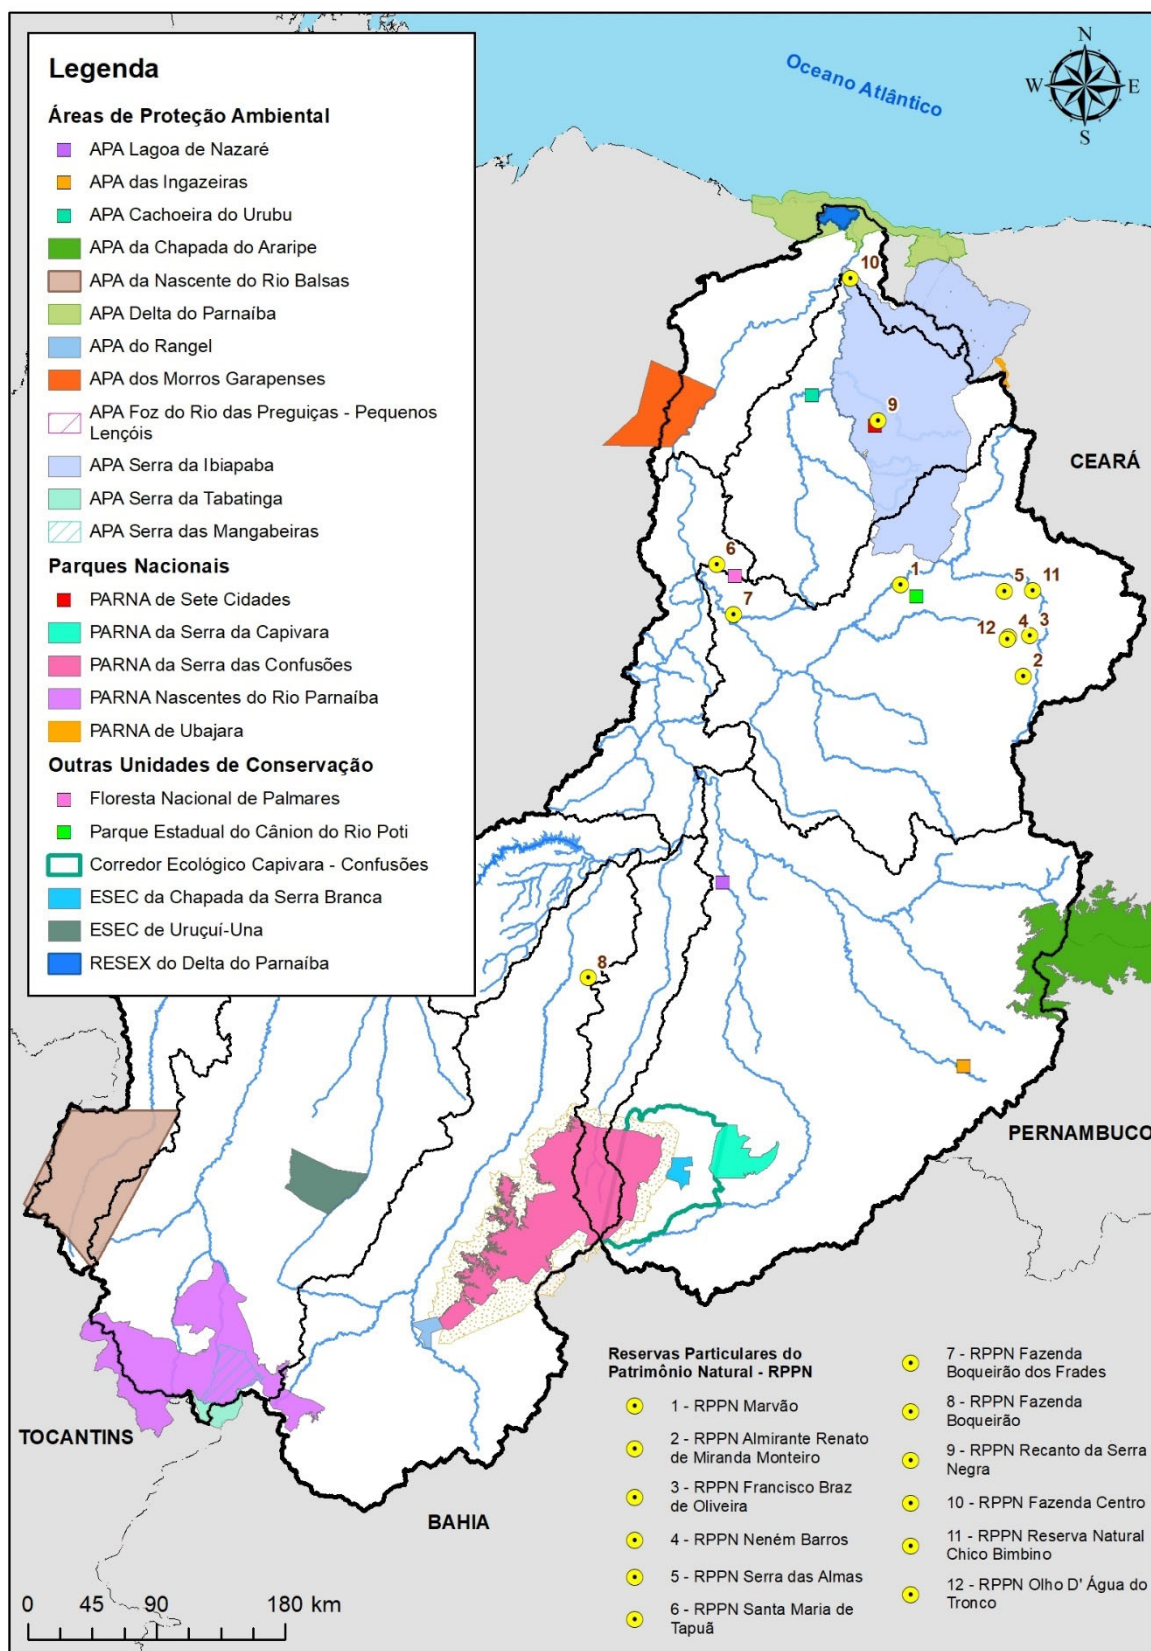 Legenda
Áreas de Proteção Ambiental
APA Lagoa de Nazaré
APA das Ingazeiras
APA Cachoeira do Urubu
APA da Chapada do Araripe
APA da Nascente do Rio Balsas
APA Delta do Parnaíba
APA do Rangel
APA dos Morros Garapenses
APA Foz do Rio das Preguiças - Pequenos
Lençóis
APA Serra da Ibiapaba
APA Serra da Tabatinga
APA Serra das Mangabeiras
Parques Nacionais
PARNA de Sete Cidades
PARNA da Serra da Capivara
PARNA da Serra das Confusões
PARNA Nascentes do Rio Parnaíba
PARNA de Ubajara
Outras Unidades de Conservação
Floresta Nacional de Palmares
Parque Estadual do Cânion do Rio Poti
Corredor Ecológico Capivara - Confusões
ESEC da Chapada da Serra Branca
ESEC de Uruçuí-Una
RESEX do Delta do Parnaíba
Oceano Atlântico
N
W
E
S
10
9
CEARÁ
6
1
5
11
7
12
4
3
2
8
PERNAMBUCO
TOCANTINS
BAHIA
0
45
90
180 km
Reservas Particulares do
Patrimônio Natural - RPPN
1 - RPPN Marvão
2 - RPPN Almirante Renato
de Miranda Monteiro
3 - RPPN Francisco Braz
de Oliveira
4 - RPPN Neném Barros
5 - RPPN Serra das Almas
6 - RPPN Santa Maria de
Tapuã
7 - RPPN Fazenda
Boqueirão dos Frades
8 - RPPN Fazenda
Boqueirão
9 - RPPN Recanto da Serra
Negra
10 - RPPN Fazenda Centro
11 - RPPN Reserva Natural
Chico Bimbino
12 - RPPN Olho D' Água do
Tronco